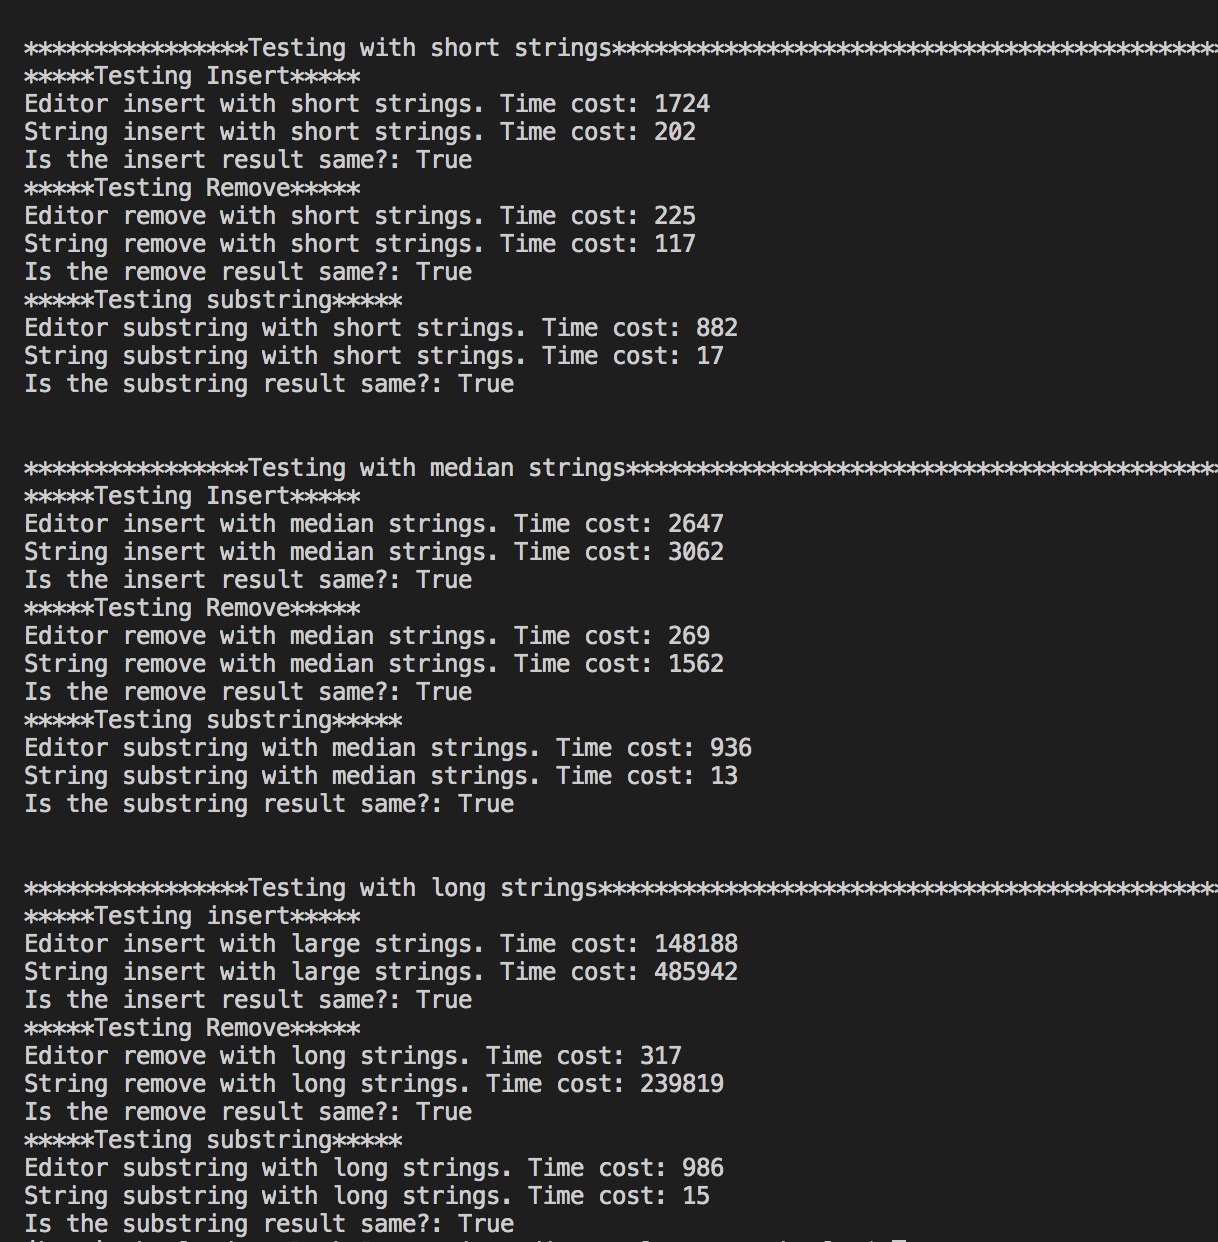 ****************Testing with short strings*******************************************
*****Testing Insert*****
Editor insert with short strings. Time cost: 1724
String insert with short strings. Time cost: 202
Is the insert result same?: True
*****Testing Remove*****
Editor remove with short strings. Time cost: 225
String remove with short strings. Time cost: 117
Is the remove result same?: True
*****Testing substring*****
Editor substring with short strings. Time cost: 882
String substring with short strings. Time cost: 17
Is the substring result same?: True
****************Testing with median strings******************************************
*****Testing Insert*****
Editor insert with median strings. Time cost: 2647
String insert with median strings. Time cost: 3062
Is the insert result same?: True
*****Testing Remove*****
Editor remove with median strings. Time cost: 269
String remove with median strings. Time cost: 1562
Is the remove result same?: True
*****Testing substring*****
Editor substring with median strings. Time cost: 936
String substring with median strings. Time cost: 13
Is the substring result same?: True
****************Testing with long strings********************************************
*****Testing insert*****
Editor insert with large strings. Time cost: 148188
String insert with large strings. Time cost: 485942
Is the insert result same?: True
*****Testing Remove*****
Editor remove with long strings. Time cost: 317
String remove with long strings. Time cost: 239819
Is the remove result same?: True
*****Testing substring*****
Editor substring with long strings. Time cost: 986
String substring with long strings. Time cost: 15
Is the substring result same?: True